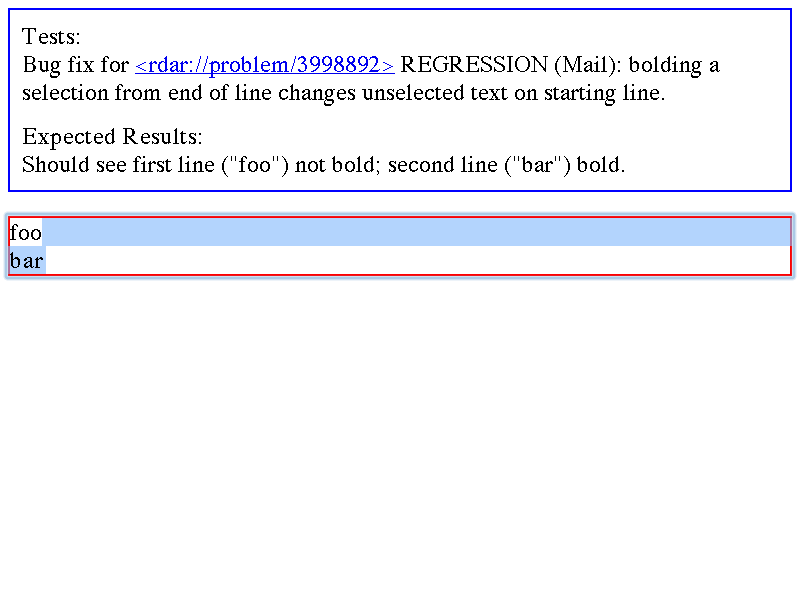 Tests:
Bug fix for <rdar://problem/3998892> REGRESSION (Mail): bolding a
selection from end of line changes unselected text on starting line.
Expected Results:
Should see first line ("foo") not bold; second line ("bar") bold.
foo
bar